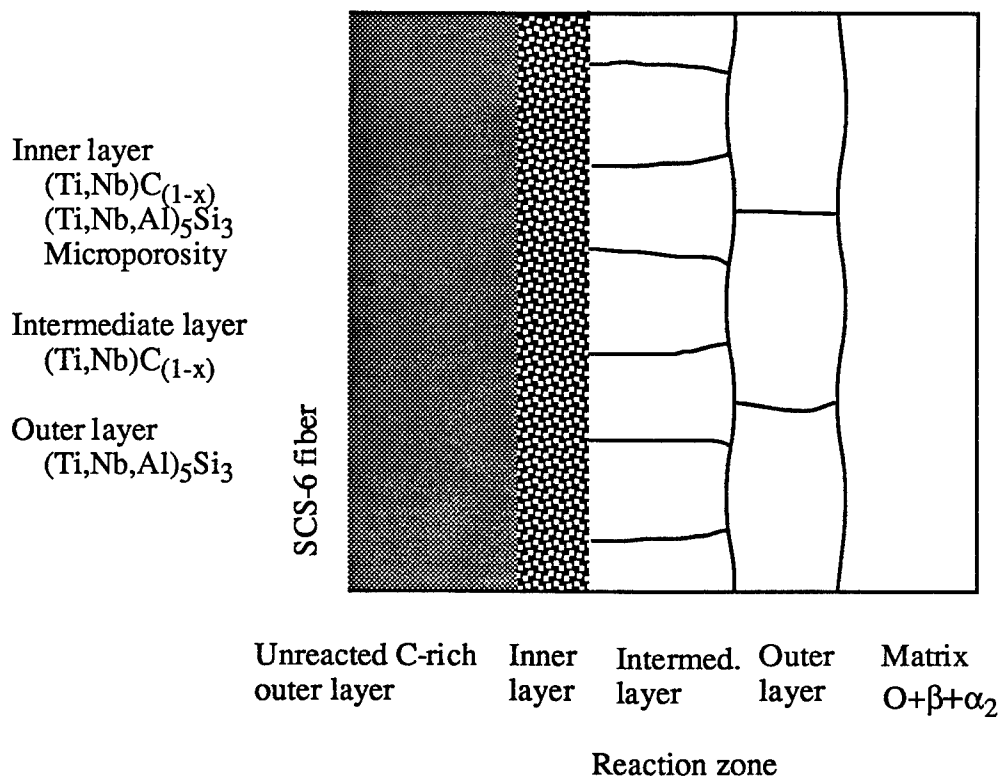 Inner layer
(Ti,Nb)C(1-x)
(Ti,Nb,Al)5Si3
Microporosity
Intermediate layer
(Ti,Nb)C(1-x)
Outer layer
(Ti,Nb,Al)5Si3
SCS-6 fiber
Unreacted C-rich
outer layer
Inner
layer
Intermed.
layer
Outer
layer
Matrix
O+β+α2
Reaction zone